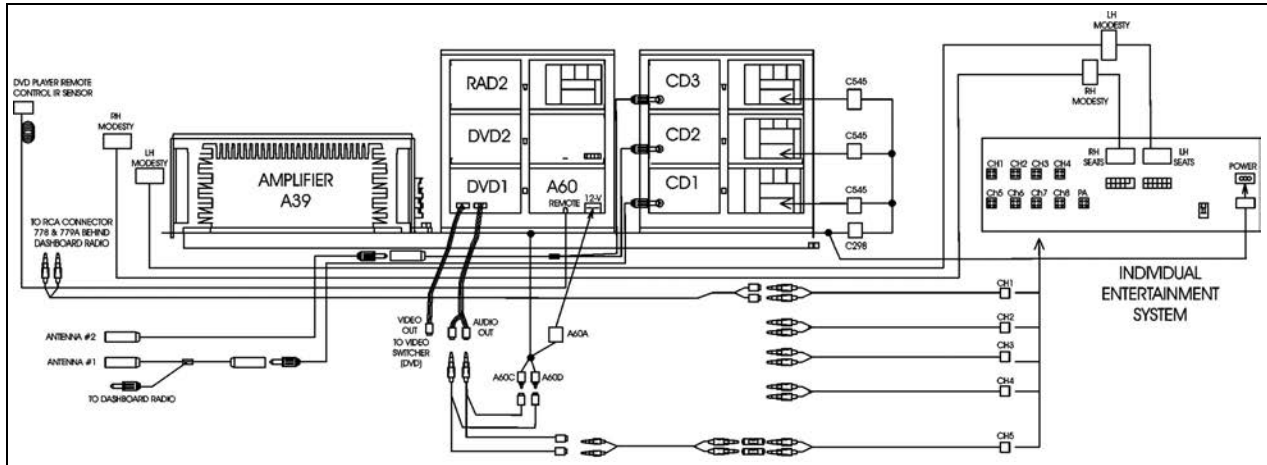 DVD PLAYER REMOTE
CONTROL IR SENSOR
RH
MODESTY
LH
MODESTY
AMPLIFIER
A39
RAD2
DVD2
DVD1
A60
REMOTE
12-V
CD3
CD2
CD1
C545
C545
C545
C298
LH
MODESTY
RH
MODESTY
RH
SEATS
LH
SEATS
POWER
CH1
CH2
CH3
CH4
Ch5
Ch6
Ch7
Ch8
PA
INDIVIDUAL
ENTERTAINMENT
SYSTEM
TO RCA CONNECTOR
778 & 779A BEHIND
DASHBOARD RADIO
ANTENNA #2
ANTENNA #1
TO DASHBOARD RADIO
VIDEO
OUT
TO VIDEO
SWITCHER
(DVD)
AUDIO
OUT
A60A
A60C
A60D
CH1
CH2
CH3
CH4
CH5